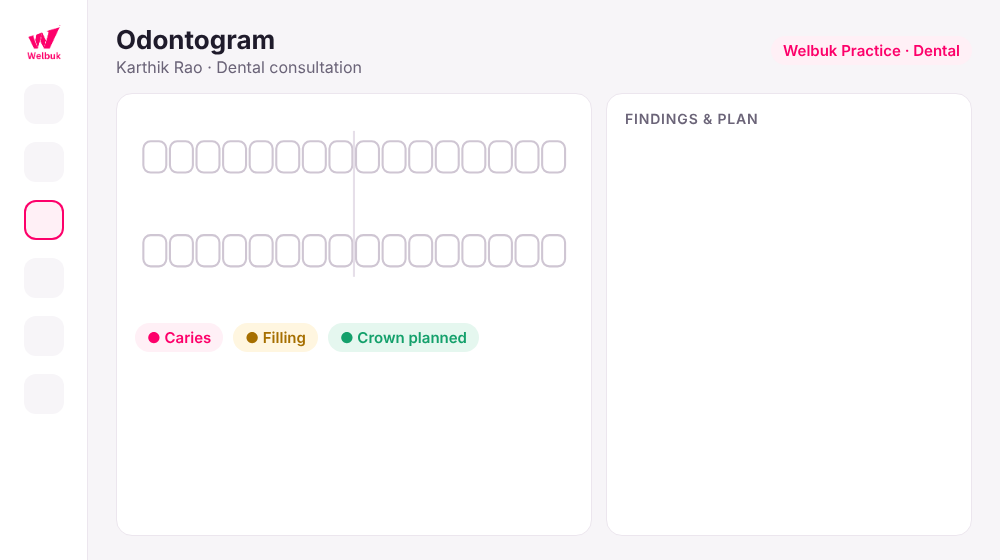 Welbuk
Odontogram
Karthik Rao · Dental consultation
Welbuk Practice · Dental
Caries
Filling
Crown planned
FINDINGS & PLAN